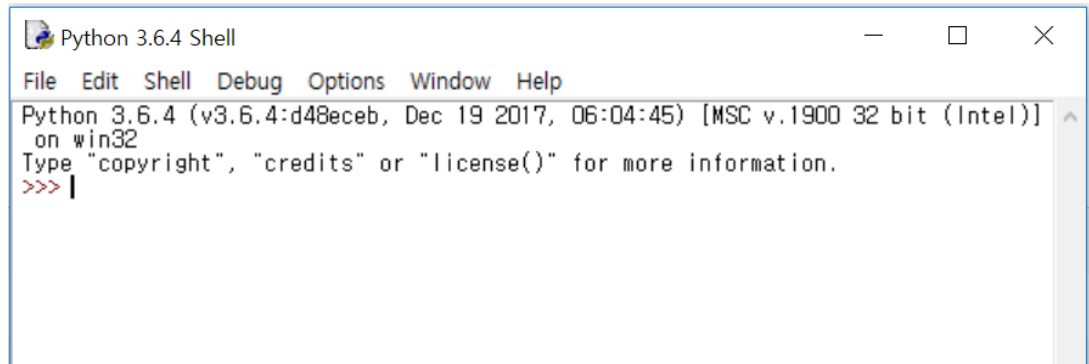 Python 3.6.4 Shell
File Edit Shell Debug Options Window Help
Python 3.6.4 (v3.6.4:d48eceb, Dec 19 2017, 06:04:45) [MSC v.1900 32 bit (Intel)]
on win32
Type "copyright", "credits" or "license()" for more information.
>>>